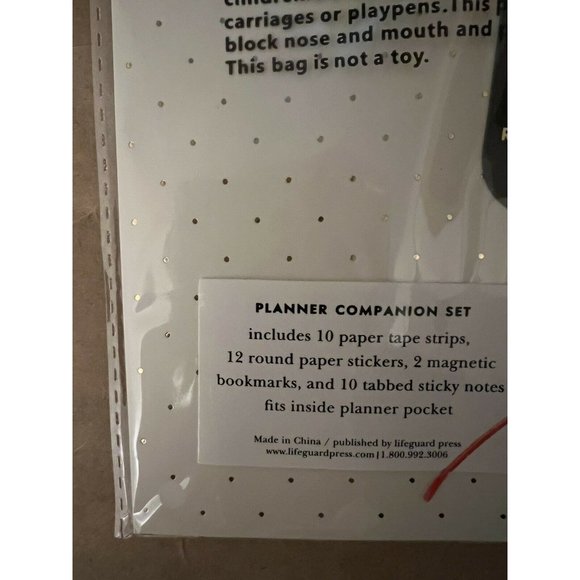 carriages or playpens.This
block nose and mouth and
This bag is not a toy.
PLANNER COMPANION SET
includes 10 paper tape strips,
12 round paper stickers, 2 magnetic
bookmarks, and 10 tabbed sticky notes
fits inside planner pocket
Made in China / published by lifeguard press
www.lifeguardpress.com | 1.800.992.3006